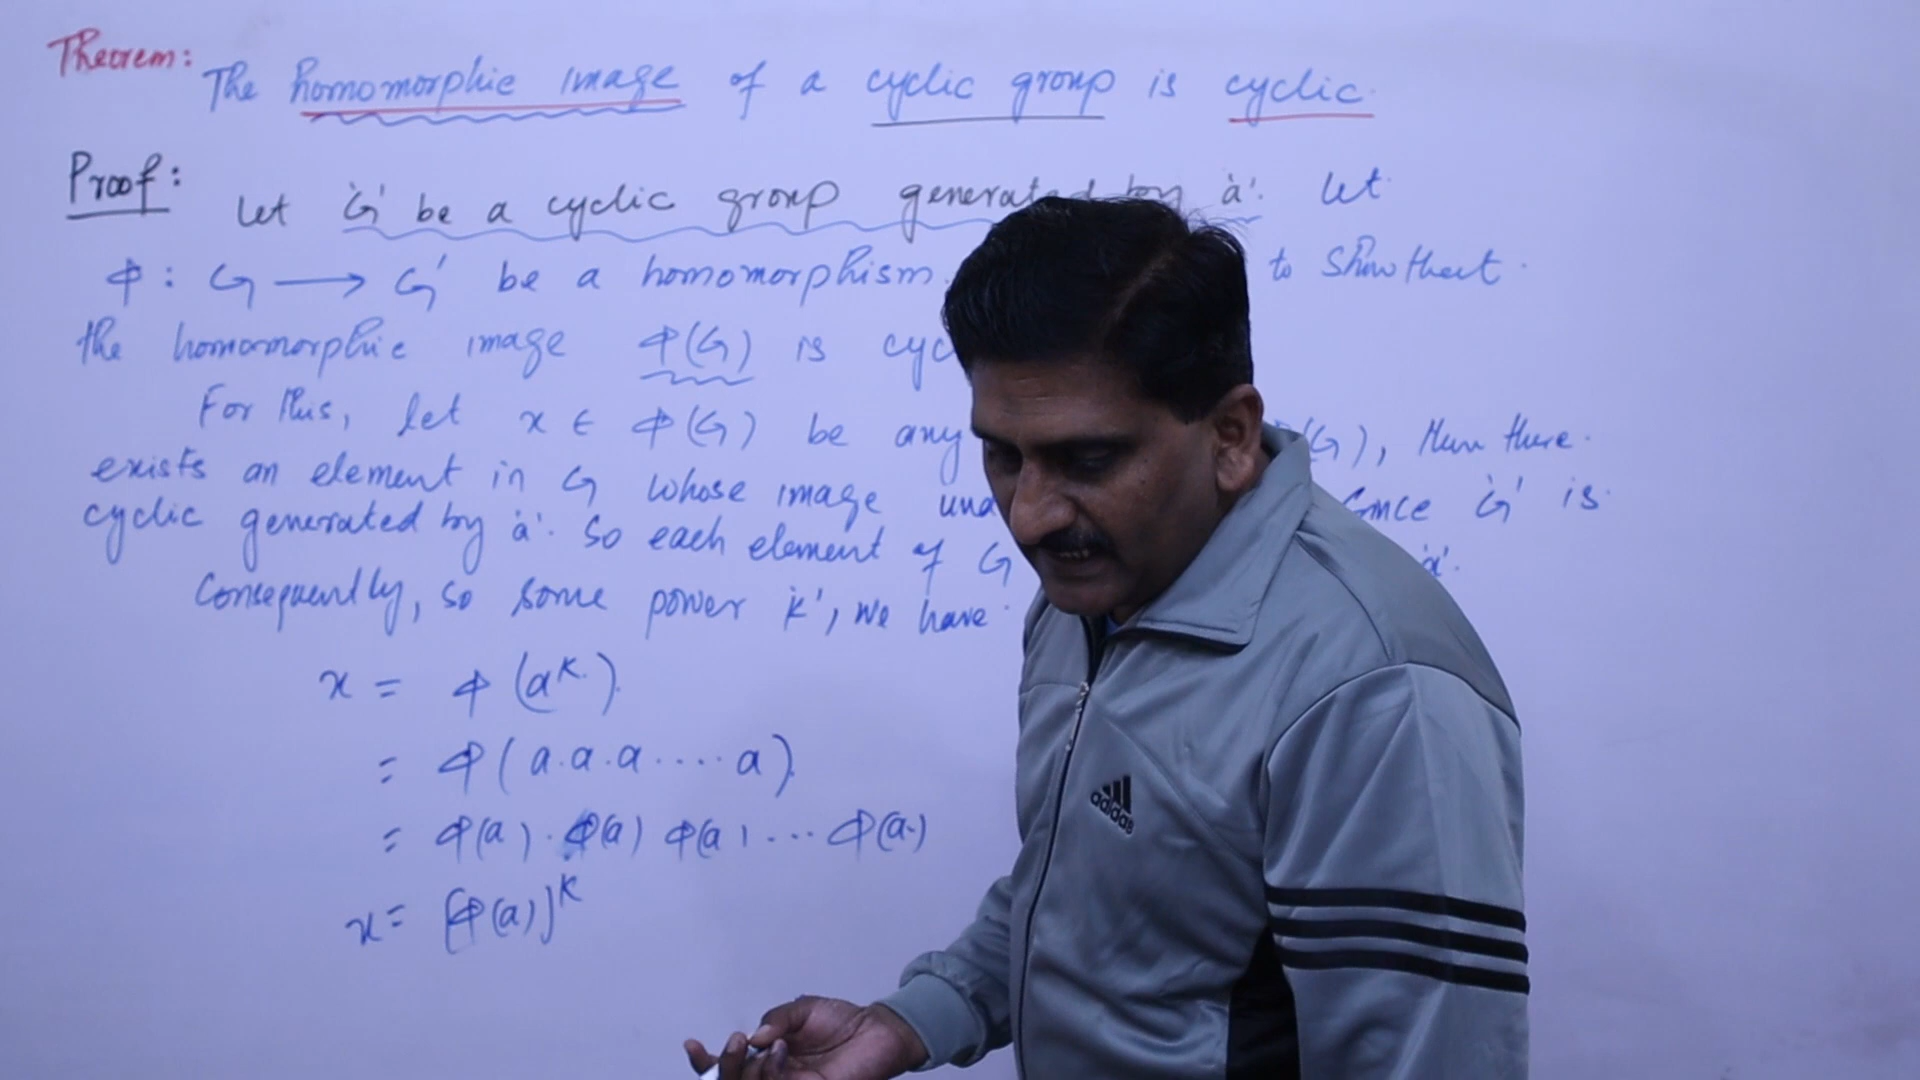 Theorem:
The homomorphic image of a cyclic group is cyclic.
Proof:
Let 'G' be a cyclic group generated by 'a'. Let
Φ : G ⟶ G' be a homomorphism. to show that
the homomorphic image Φ(G) is cyc
For this, let x ∈ Φ(G) be any (G), then there
exists an element in G whose image und Since 'G' is
cyclic generated by 'a'. So each element of G 'a'.
Consequently, so some power 'k', we have
x = Φ(a^k).
= Φ(a.a.a....a).
= Φ(a).Φ(a) Φ(a)...Φ(a)
x = [Φ(a)]^k
adidas